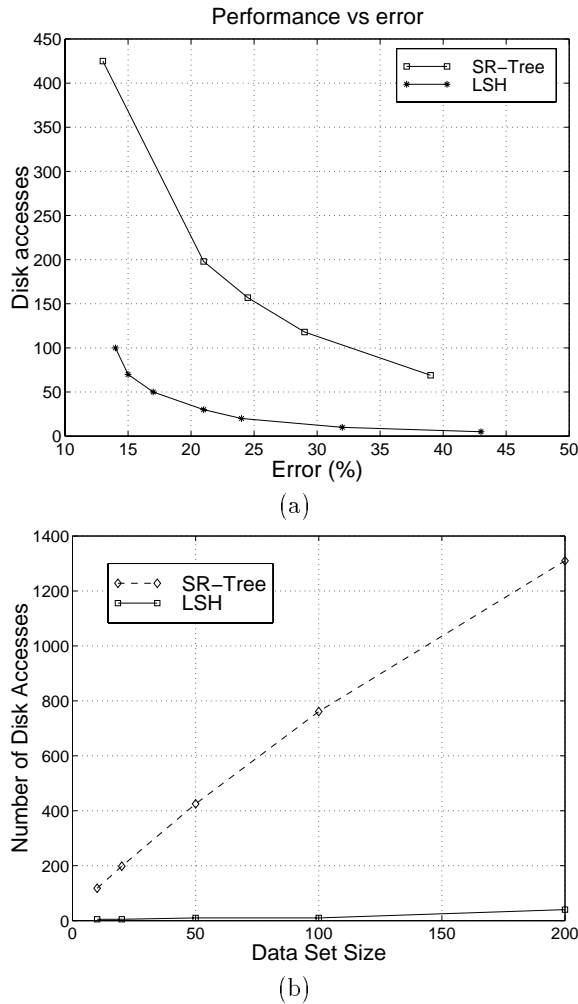 Performance vs error
450
400
350
300
250
200
150
100
50
0
Disk accesses
SR-Tree
LSH
10 15 20 25 30 35 40 45 50
Error (%)
(a)
1400
1200
1000
800
600
400
200
0
Number of Disk Accesses
SR-Tree
LSH
0 50 100 150 200
Data Set Size
(b)